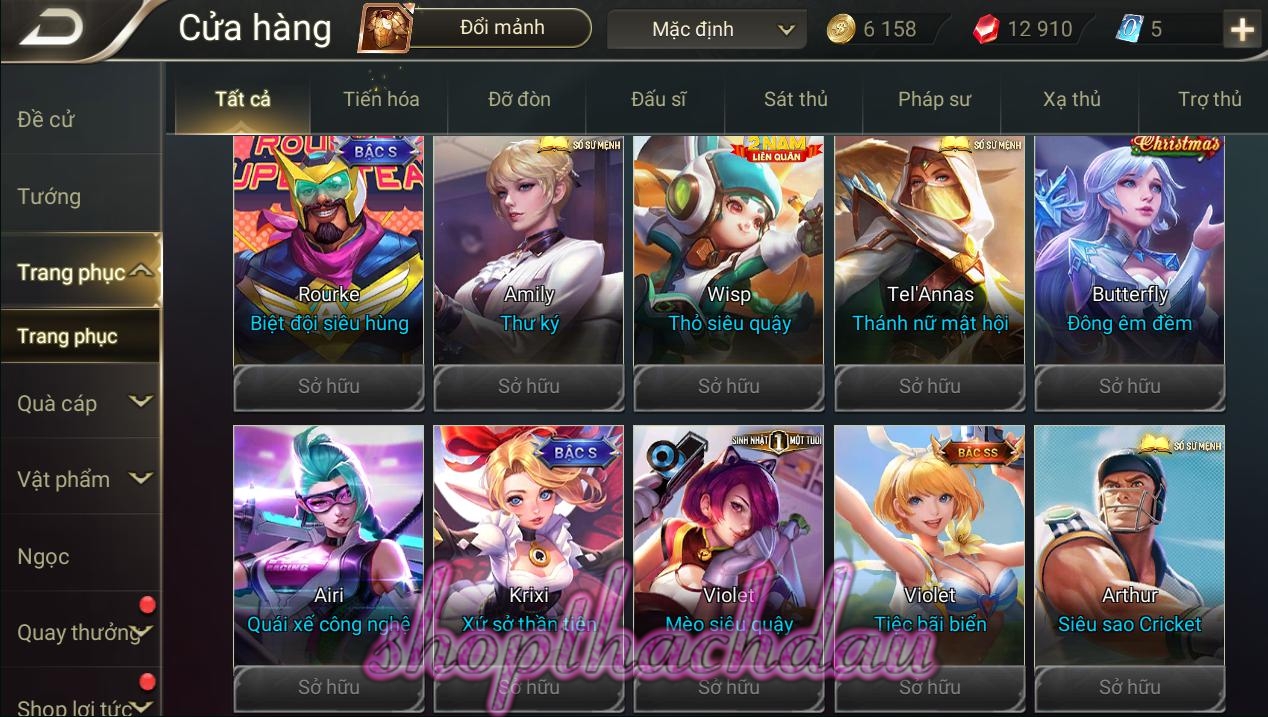 Cửa hàng
Đổi mảnh
Mặc định
6 158
12 910
5
Đề cử
Tướng
Trang phục
Trang phục
Quà cáp
Vật phẩm
Ngọc
Quay thưởng
Shop lợi tức
Tất cả
Tiến hóa
Đỡ đòn
Đấu sĩ
Sát thủ
Pháp sư
Xạ thủ
Trợ thủ
BẬC S
Rourke
Biệt đội siêu hùng
Sở hữu
SỔ SỨ MỆNH
Amily
Thư ký
Sở hữu
2 NĂM
LIÊN QUÂN
Wisp
Thỏ siêu quậy
Sở hữu
SỔ SỨ MỆNH
Tel'Annas
Thánh nữ mật hội
Sở hữu
Christmas
Butterfly
Đông êm đềm
Sở hữu
RACING
Airi
Quái xế công nghệ
Sở hữu
BẬC S
Krixi
Xứ sở thần tiên
Sở hữu
SINH NHẬT 1 MỘT TUỔI
Violet
Mèo siêu quậy
Sở hữu
BẬC SS
Violet
Tiệc bãi biển
Sở hữu
SỔ SỨ MỆNH
Arthur
Siêu sao Cricket
Sở hữu
shopthachdau